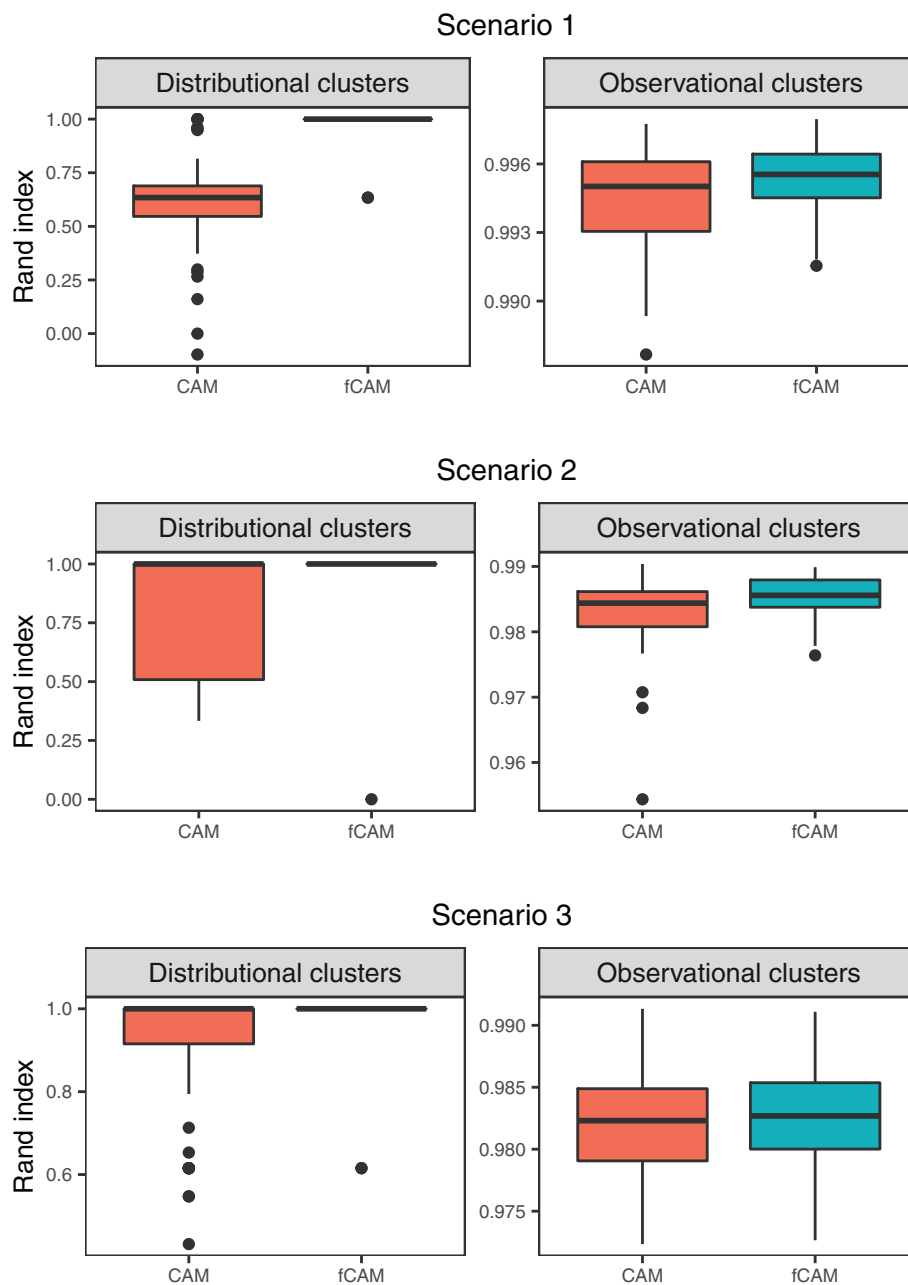 Scenario 1
Distributional clusters
Observational clusters
Rand index
1.00
0.75
0.50
0.25
0.00
0.996
0.993
0.990
CAM
fCAM
CAM
fCAM
Scenario 2
Distributional clusters
Observational clusters
Rand index
1.00
0.75
0.50
0.25
0.00
0.99
0.98
0.97
0.96
CAM
fCAM
CAM
fCAM
Scenario 3
Distributional clusters
Observational clusters
Rand index
1.0
0.8
0.6
0.990
0.985
0.980
0.975
CAM
fCAM
CAM
fCAM